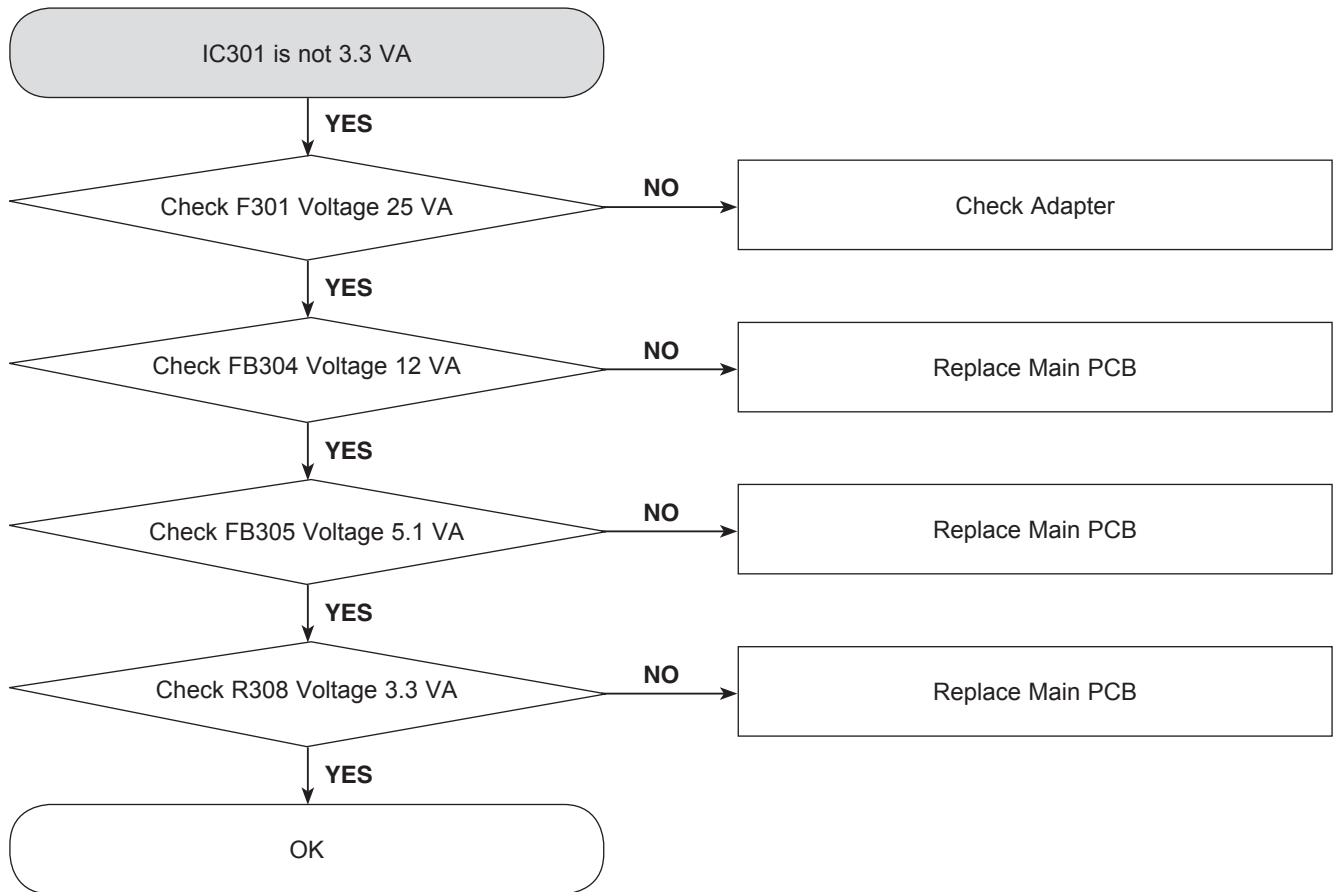 IC301 is not 3.3 VA
YES
Check F301 Voltage 25 VA
NO
Check Adapter
YES
Check FB304 Voltage 12 VA
NO
Replace Main PCB
YES
Check FB305 Voltage 5.1 VA
NO
Replace Main PCB
YES
Check R308 Voltage 3.3 VA
NO
Replace Main PCB
YES
OK